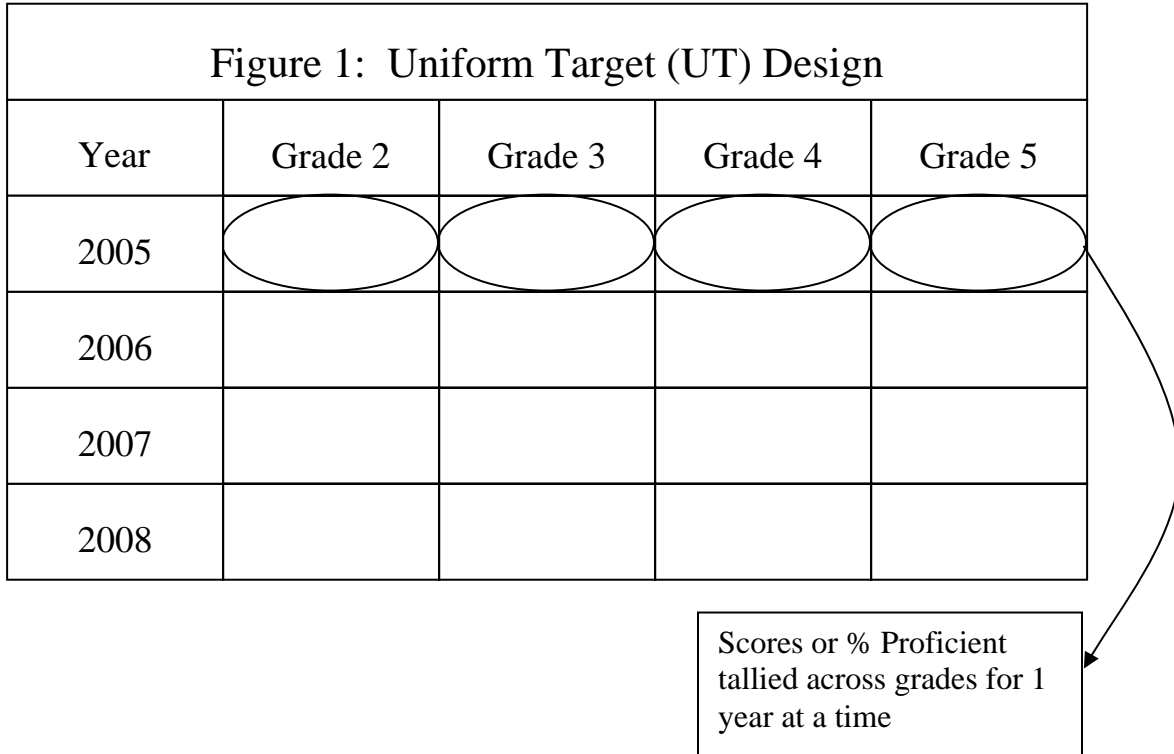 Figure 1:  Uniform Target (UT) Design
Year Grade 2 Grade 3 Grade 4 Grade 5
2005
2006
2007
2008
Scores or % Proficient
tallied across grades for 1
year at a time